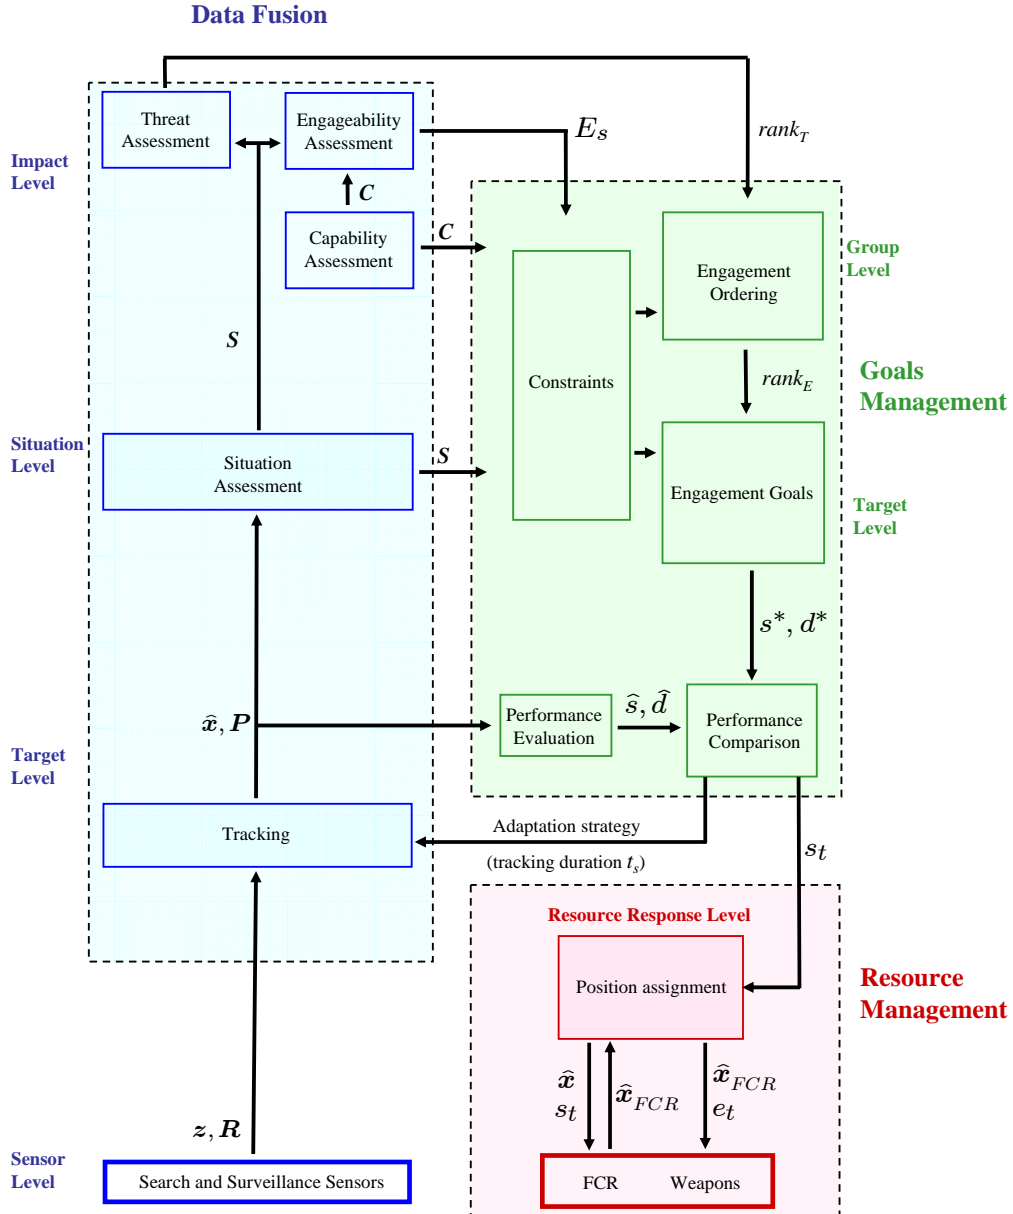 Data Fusion
Threat
Assessment
Engageability
Assessment
E_s
rank_T
Impact
Level
C
Capability
Assessment
C
Group
Level
Engagement
Ordering
S
Constraints
rank_E
Goals
Management
Situation
Level
Situation
Assessment
S
Engagement Goals
Target
Level
s*, d*
x̂, P
Performance
Evaluation
ŝ, d̂
Performance
Comparison
Target
Level
Tracking
Adaptation strategy
(tracking duration t_s)
s_t
Resource Response Level
Position assignment
Resource
Management
x̂
s_t
x̂_FCR
x̂_FCR
e_t
z, R
Sensor
Level
Search and Surveillance Sensors
FCR
Weapons